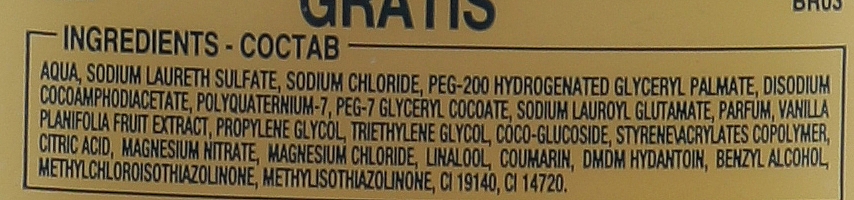 GRATIS
BR03
INGREDIENTS - COCTAB
AQUA, SODIUM LAURETH SULFATE, SODIUM CHLORIDE, PEG-200 HYDROGENATED GLYCERYL PALMATE, DISODIUM
COCOAMPHODIACETATE, POLYQUATERNIUM-7, PEG-7 GLYCERYL COCOATE, SODIUM LAUROYL GLUTAMATE, PARFUM, VANILLA
PLANIFOLIA FRUIT EXTRACT, PROPYLENE GLYCOL, TRIETHYLENE GLYCOL, COCO-GLUCOSIDE, STYRENE\ACRYLATES COPOLYMER,
CITRIC ACID, MAGNESIUM NITRATE, MAGNESIUM CHLORIDE, LINALOOL, COUMARIN, DMDM HYDANTOIN, BENZYL ALCOHOL,
METHYLCHLOROISOTHIAZOLINONE, METHYLISOTHIAZOLINONE, CI 19140, CI 14720.